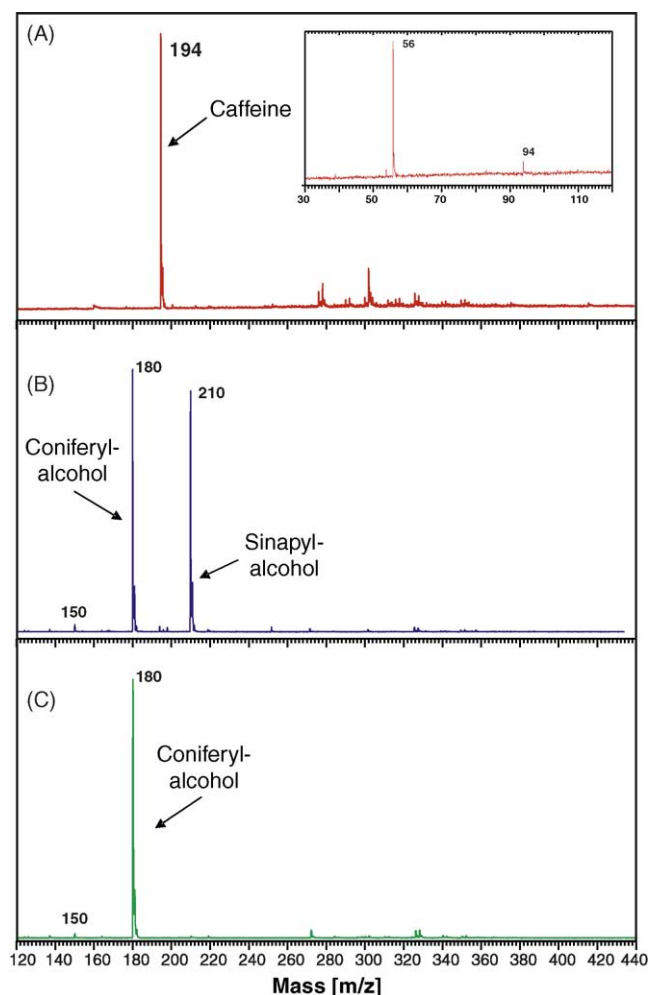 (A)
194
Caffeine
56
94
30 50 70 90 110
(B)
180
210
Coniferyl-
alcohol
Sinapyl-
alcohol
150
(C)
180
Coniferyl-
alcohol
150
120 140 160 180 200 220 240 260 280 300 320 340 360 380 400 420 440
Mass [m/z]